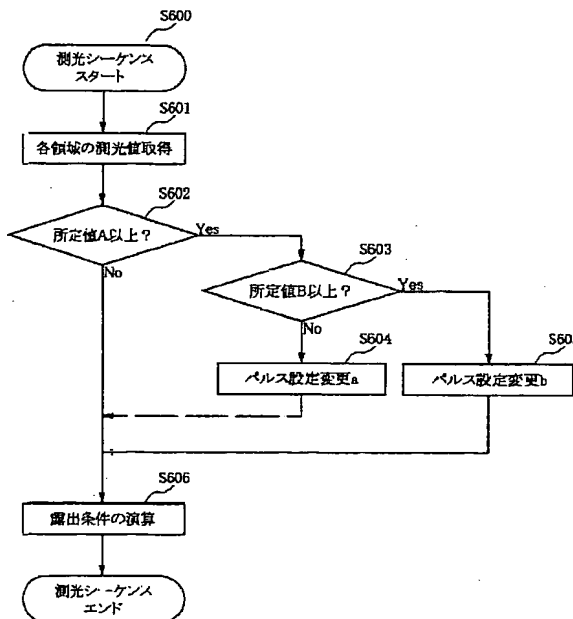 S600
測光シーケンス
スタート
S601
各領域の測光値取得
S602
所定値A以上?
Yes
No
S603
所定値B以上?
Yes
No
S604
パルス設定変更a
パルス設定変更b
S606
露出条件の演算
測光シーケンス
エンド